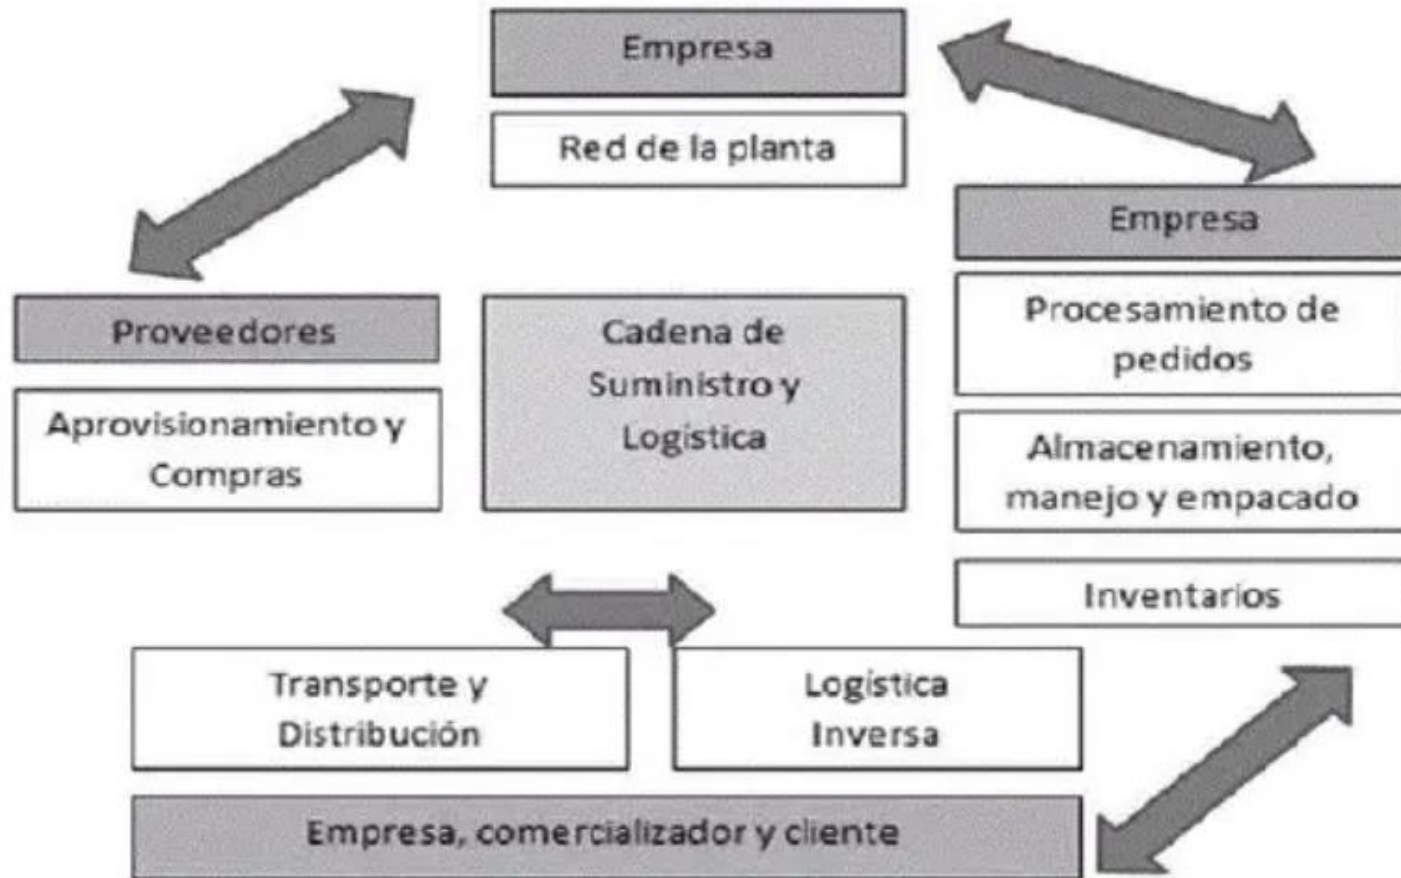 Empresa
Red de la planta
Empresa
Procesamiento de
pedidos
Almacenamiento,
manejo y empacado
Inventarios
Proveedores
Aprovisionamiento y
Compras
Cadena de
Suministro y
Logística
Transporte y
Distribución
Logística
Inversa
Empresa, comercializador y cliente